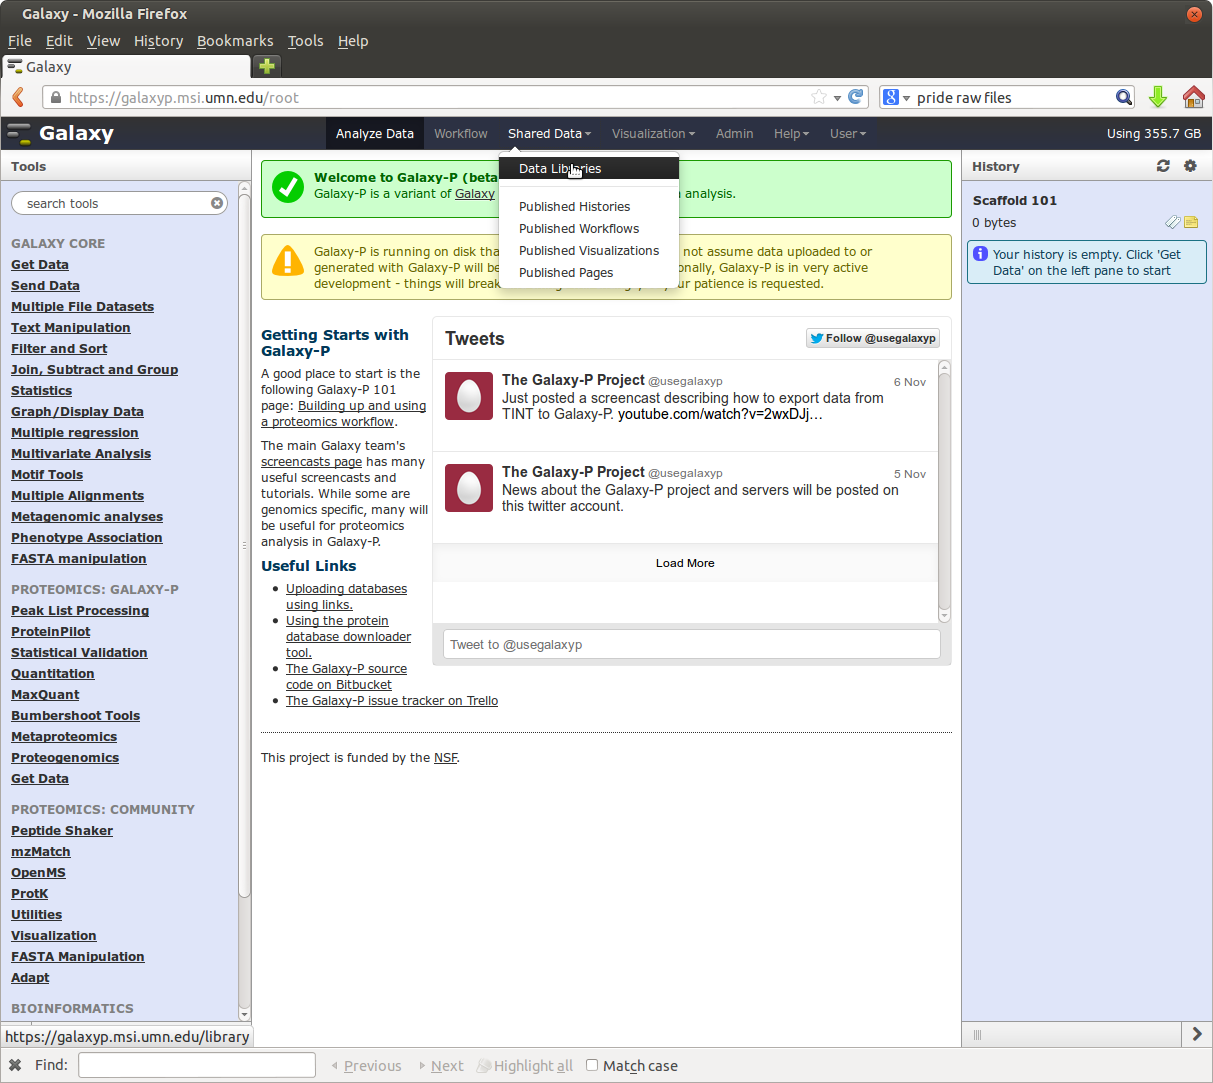 Galaxy - Mozilla Firefox
File Edit View History Bookmarks Tools Help
Galaxy
https://galaxyp.msi.umn.edu/root
pride raw files
Galaxy
Analyze Data Workflow Shared Data Visualization Admin Help User
Using 355.7 GB
Tools
search tools
GALAXY CORE
Get Data
Send Data
Multiple File Datasets
Text Manipulation
Filter and Sort
Join, Subtract and Group
Statistics
Graph/Display Data
Multiple regression
Multivariate Analysis
Motif Tools
Multiple Alignments
Metagenomic analyses
Phenotype Association
FASTA manipulation
PROTEOMICS: GALAXY-P
Peak List Processing
ProteinPilot
Statistical Validation
Quantitation
MaxQuant
Bumbershoot Tools
Metaproteomics
Proteogenomics
Get Data
PROTEOMICS: COMMUNITY
Peptide Shaker
mzMatch
OpenMS
ProtK
Utilities
Visualization
FASTA Manipulation
Adapt
BIOINFORMATICS
https://galaxyp.msi.umn.edu/library
Data Libraries
Published Histories
Published Workflows
Published Visualizations
Published Pages
Welcome to Galaxy-P (beta
Galaxy-P is a variant of Galaxy analysis.
Galaxy-P is running on disk tha not assume data uploaded to or
generated with Galaxy-P will be onally, Galaxy-P is in very active
development - things will break ur patience is requested.
Getting Starts with
Galaxy-P
A good place to start is the
following Galaxy-P 101
page: Building up and using
a proteomics workflow.
The main Galaxy team's
screencasts page has many
useful screencasts and
tutorials. While some are
genomics specific, many will
be useful for proteomics
analysis in Galaxy-P.
Useful Links
Uploading databases
using links.
Using the protein
database downloader
tool.
The Galaxy-P source
code on Bitbucket
The Galaxy-P issue tracker on Trello
This project is funded by the NSF.
Tweets
Follow @usegalaxyp
The Galaxy-P Project @usegalaxyp 6 Nov
Just posted a screencast describing how to export data from
TINT to Galaxy-P. youtube.com/watch?v=2wxDJj...
The Galaxy-P Project @usegalaxyp 5 Nov
News about the Galaxy-P project and servers will be posted on
this twitter account.
Load More
Tweet to @usegalaxyp
History
Scaffold 101
0 bytes
Your history is empty. Click 'Get
Data' on the left pane to start
Find: Previous Next Highlight all Match case